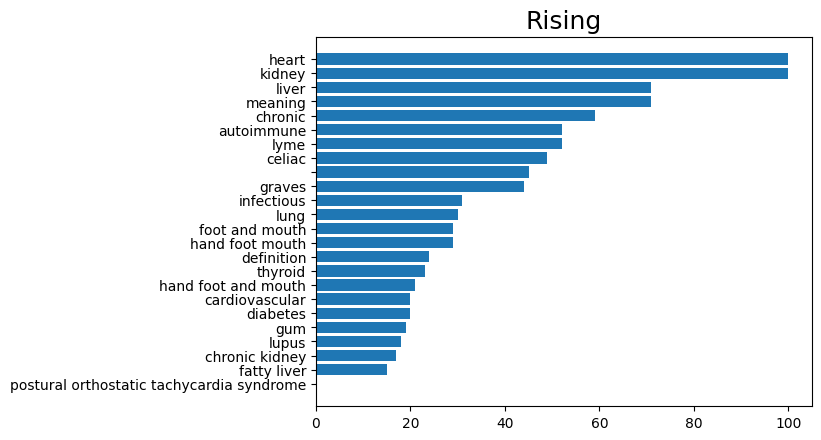 Rising
heart
kidney
liver
meaning
chronic
autoimmune
lyme
celiac
graves
infectious
lung
foot and mouth
hand foot mouth
definition
thyroid
hand foot and mouth
cardiovascular
diabetes
gum
lupus
chronic kidney
fatty liver
postural orthostatic tachycardia syndrome
0 20 40 60 80 100